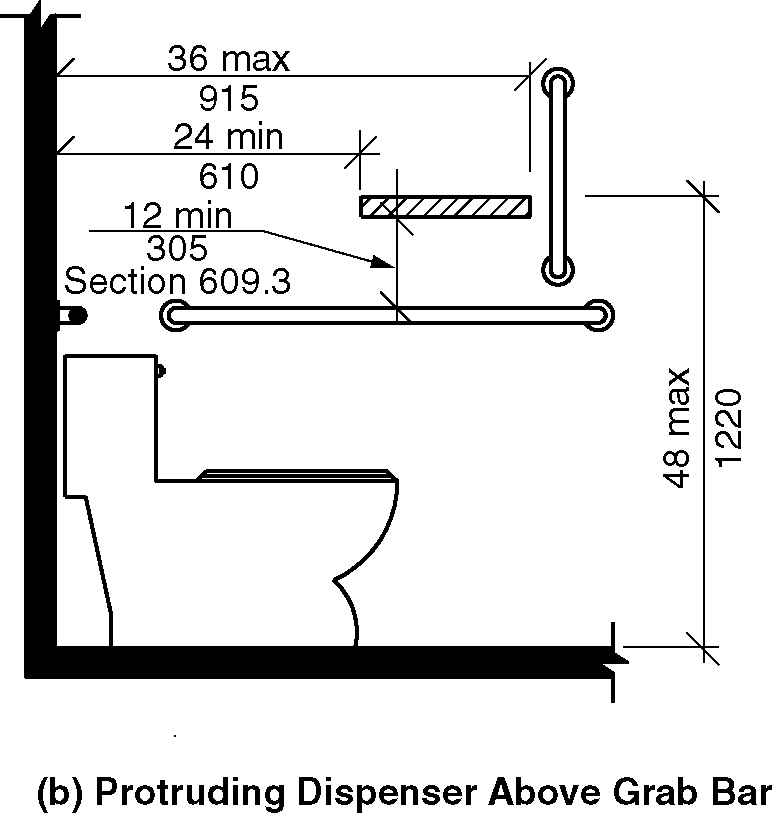 36 max
915
24 min
610
12 min
305
Section 609.3
48 max
1220
(b) Protruding Dispenser Above Grab Bar